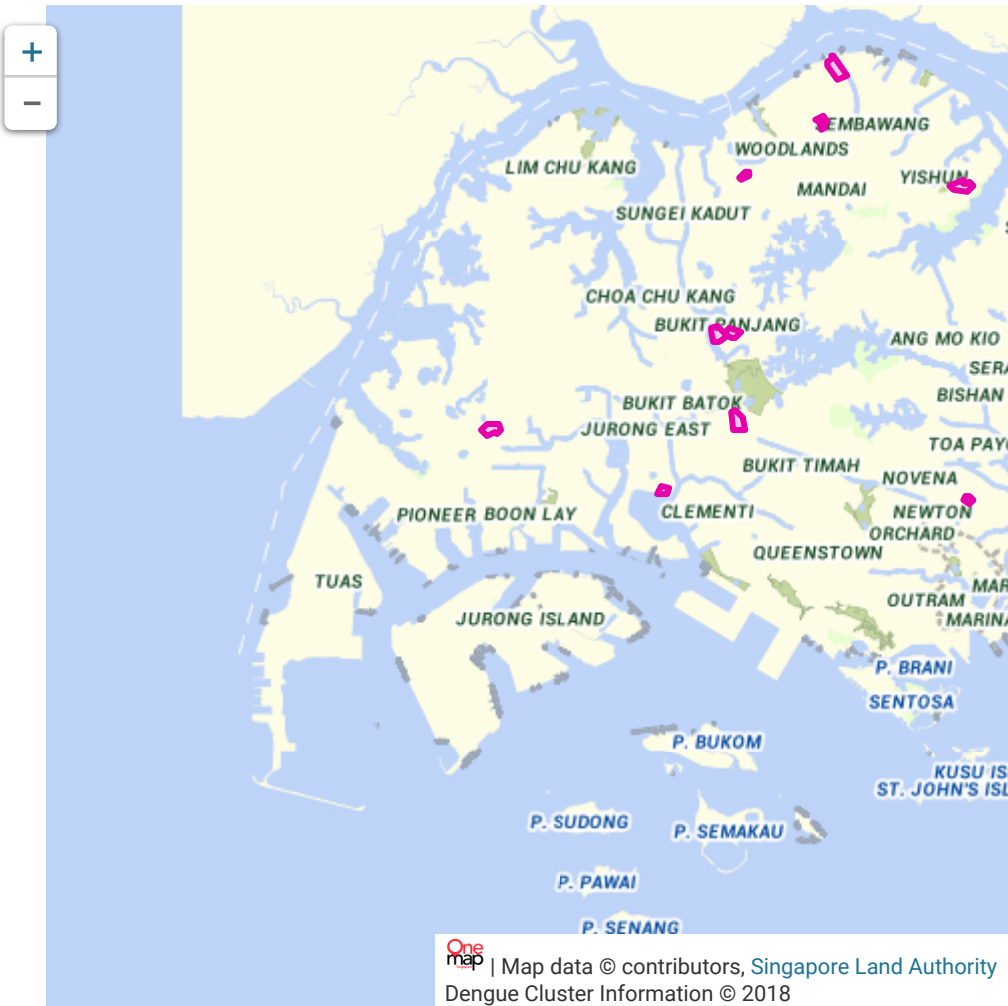 +
−
SEMBAWANG
WOODLANDS
LIM CHU KANG
YISHUN
MANDAI
SUNGEI KADUT
CHOA CHU KANG
BUKIT PANJANG
ANG MO KIO
SERA
BISHAN
BUKIT BATOK
JURONG EAST
TOA PAYO
BUKIT TIMAH
NOVENA
PIONEER BOON LAY
CLEMENTI
NEWTON
ORCHARD
QUEENSTOWN
TUAS
MAR
OUTRAM
JURONG ISLAND
MARINA
P. BRANI
SENTOSA
P. BUKOM
KUSU IS
ST. JOHN'S ISL
P. SUDONG
P. SEMAKAU
P. PAWAI
P. SENANG
One
map
Singapore
| Map data © contributors, Singapore Land Authority
Dengue Cluster Information © 2018